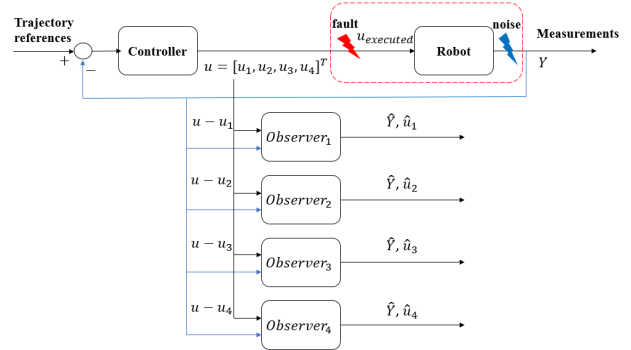 Trajectory
references
+
−
Controller
u = [u₁, u₂, u₃, u₄]ᵀ
fault
u_executed
Robot
noise
Measurements
Y
u − u₁
Observer₁
Ŷ, û₁
u − u₂
Observer₂
Ŷ, û₂
u − u₃
Observer₃
Ŷ, û₃
u − u₄
Observer₄
Ŷ, û₄